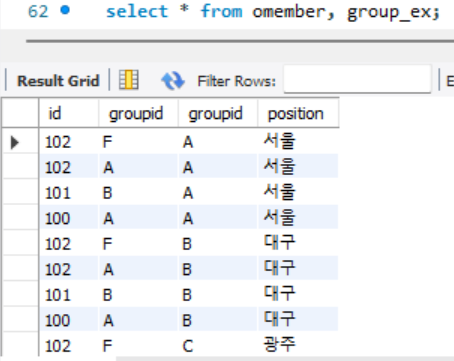 62 select * from omember, group_ex;
Result Grid Filter Rows: E
id groupid groupid position
102 F A 서울
102 A A 서울
101 B A 서울
100 A A 서울
102 F B 대구
102 A B 대구
101 B B 대구
100 A B 대구
102 F C 광주